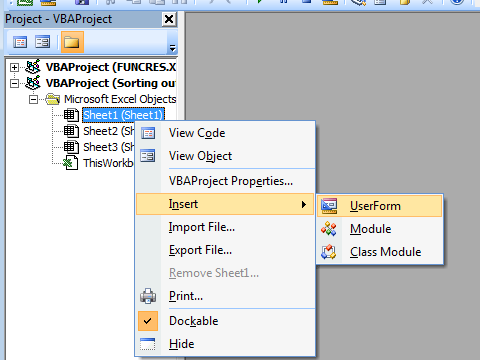 Project - VBAProject
VBAProject (FUNCRES.X
VBAProject (Sorting ou
Microsoft Excel Objects
Sheet1 (Sheet1)
Sheet2 (Sh
Sheet3 (Sh
ThisWorkb
View Code
View Object
VBAProject Properties...
Insert
Import File...
Export File...
Remove Sheet1...
Print...
Dockable
Hide
UserForm
Module
Class Module